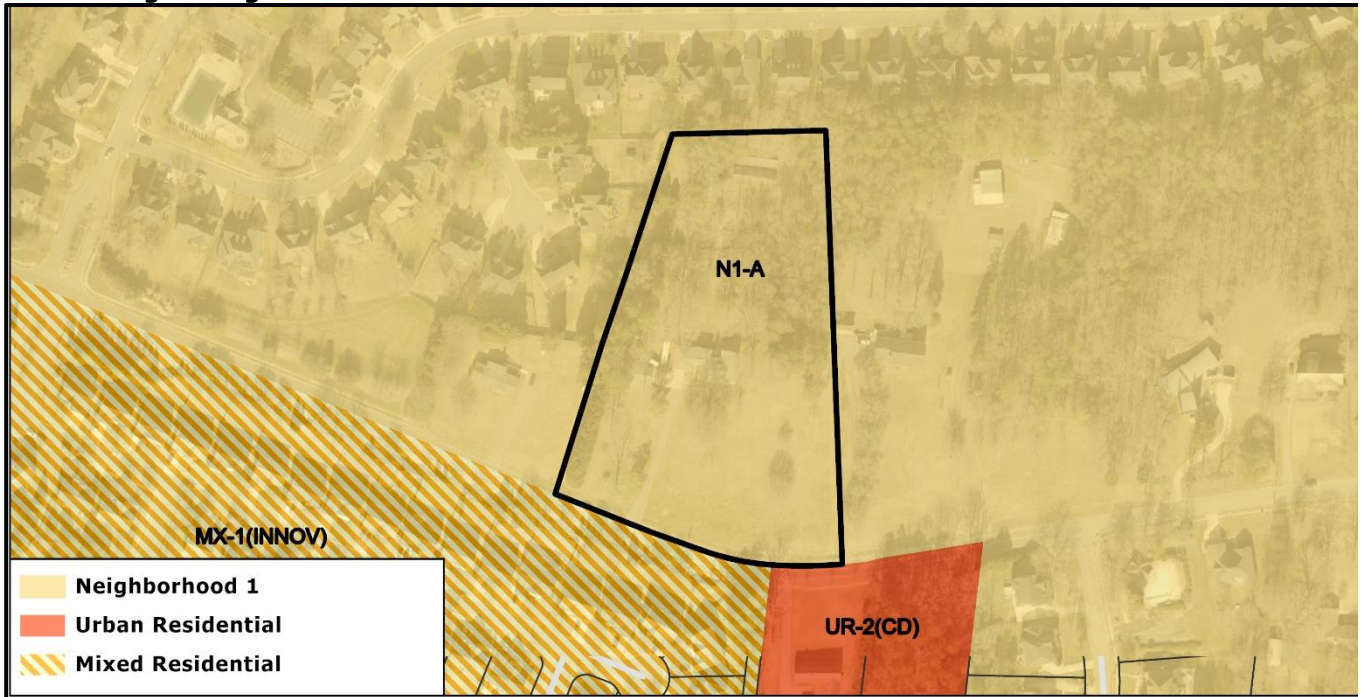 N1-A
MX-1(INNOV)
UR-2(CD)
Neighborhood 1
Urban Residential
Mixed Residential